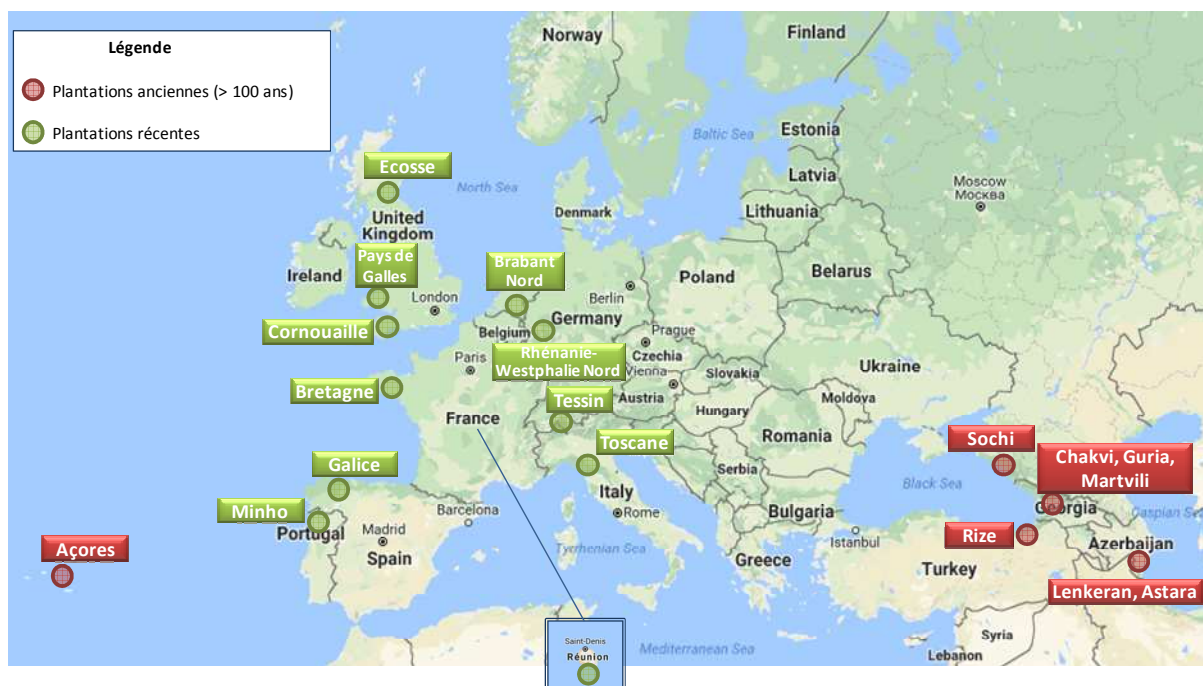 Légende
Plantations anciennes (> 100 ans)
Plantations récentes
Norway
Finland
Estonia
Baltic Sea
Latvia
Moscow
Москва
Ecosse
North Sea
Denmark
Lithuania
United
Kingdom
Pays de
Galles
Ireland
London
Brabant
Nord
Berlin
Poland
Belarus
Cornouaille
Belgium
Germany
Prague
Rhénanie-
Westphalie Nord
Czechia
Vienna
Slovakia
Ukraine
Paris
Bretagne
Tessin
Austria
Hungary
Moldova
France
Toscane
Romania
Sochi
Chakvi, Guria,
Martvili
Galice
Serbia
Black Sea
Italy
Georgia
Caspian Sea
Minho
Barcelona
Rome
Bulgaria
Portugal
Madrid
Istanbul
Rize
Azerbaijan
Açores
Spain
Tyrrhenian Sea
Greece
Turkey
Lenkeran, Astara
Saint-Denis
Réunion
Mediterranean Sea
Syria
Lebanon